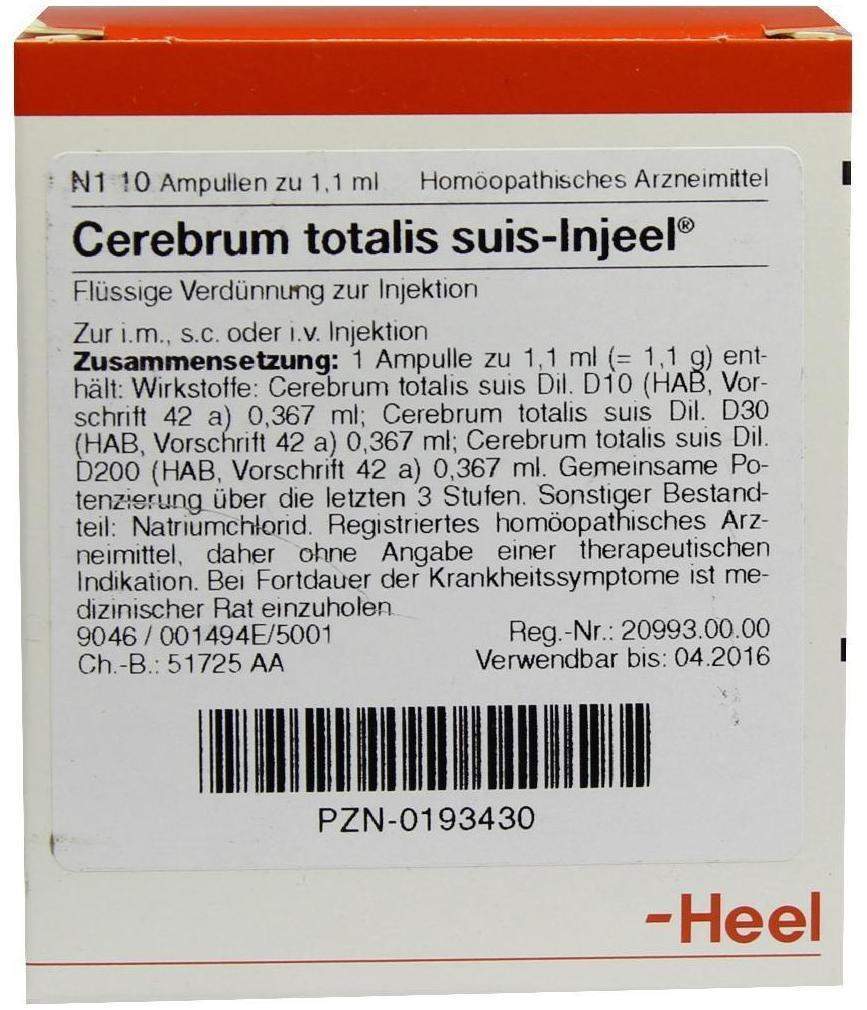 N1 10 Ampullen zu 1,1 ml Homöopathisches Arzneimittel
Cerebrum totalis suis-Injeel®
Flüssige Verdünnung zur Injektion
Zur i.m., s.c. oder i.v. Injektion
Zusammensetzung: 1 Ampulle zu 1,1 ml (= 1,1 g) ent-
hält: Wirkstoffe: Cerebrum totalis suis Dil. D10 (HAB, Vor-
schrift 42 a) 0,367 ml; Cerebrum totalis suis Dil. D30
(HAB, Vorschrift 42 a) 0,367 ml; Cerebrum totalis suis Dil.
D200 (HAB, Vorschrift 42 a) 0,367 ml. Gemeinsame Po-
tenzierung über die letzten 3 Stufen. Sonstiger Bestand-
teil: Natriumchlorid. Registriertes homöopathisches Arz-
neimittel, daher ohne Angabe einer therapeutischen
Indikation. Bei Fortdauer der Krankheitssymptome ist me-
dizinischer Rat einzuholen.
9046 / 001494E/5001 Reg.-Nr.: 20993.00.00
Ch.-B.: 51725 AA Verwendbar bis: 04.2016
PZN-0193430
-Heel